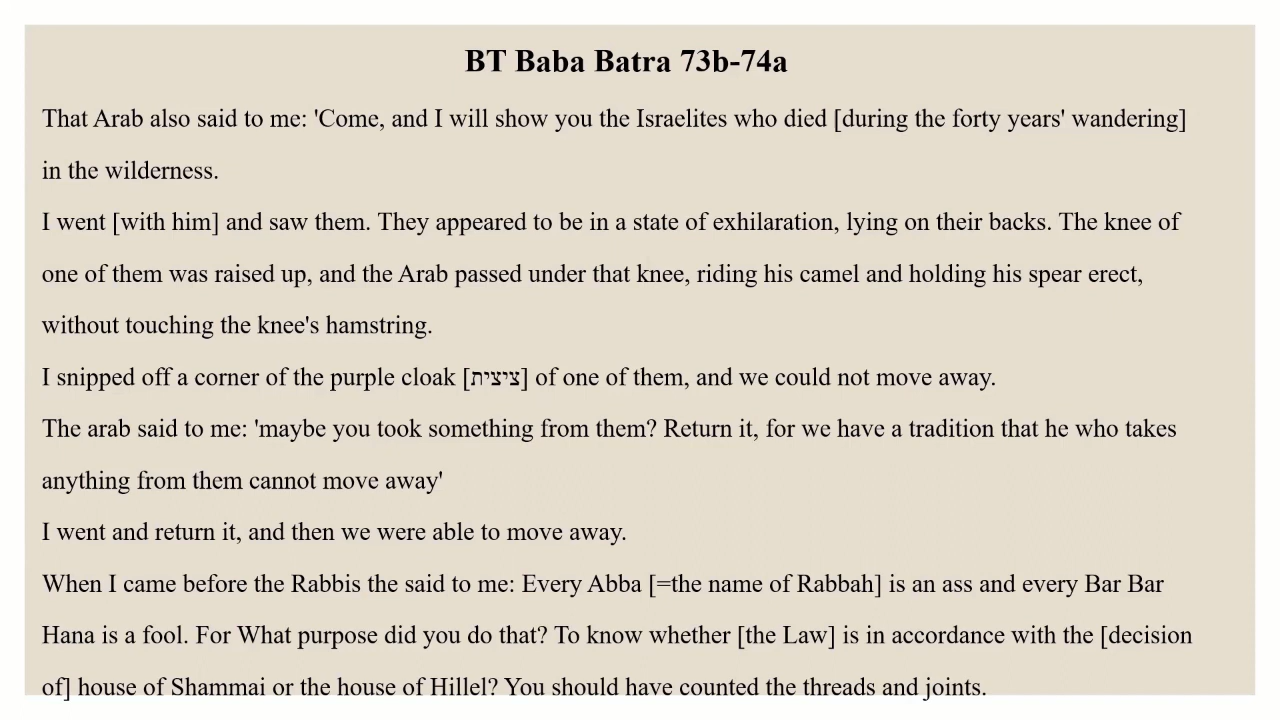 BT Baba Batra 73b-74a
That Arab also said to me: 'Come, and I will show you the Israelites who died [during the forty years' wandering]
in the wilderness.
I went [with him] and saw them. They appeared to be in a state of exhilaration, lying on their backs. The knee of
one of them was raised up, and the Arab passed under that knee, riding his camel and holding his spear erect,
without touching the knee's hamstring.
I snipped off a corner of the purple cloak [ציצית] of one of them, and we could not move away.
The arab said to me: 'maybe you took something from them? Return it, for we have a tradition that he who takes
anything from them cannot move away'
I went and return it, and then we were able to move away.
When I came before the Rabbis the said to me: Every Abba [=the name of Rabbah] is an ass and every Bar Bar
Hana is a fool. For What purpose did you do that? To know whether [the Law] is in accordance with the [decision
of] house of Shammai or the house of Hillel? You should have counted the threads and joints.